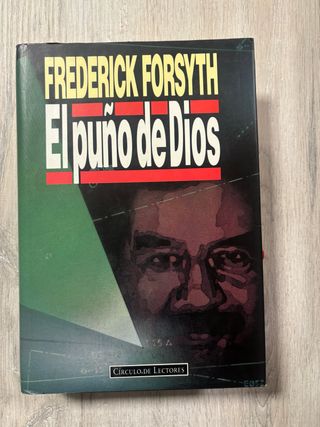 FREDERICK FORSYTH
El puño de Dios
CÍRCULO DE LECTORES